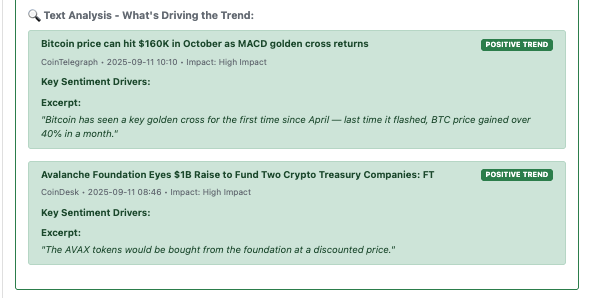 🔍 Text Analysis - What's Driving the Trend:
Bitcoin price can hit $160K in October as MACD golden cross returns
POSITIVE TREND
CoinTelegraph • 2025-09-11 10:10 • Impact: High Impact
Key Sentiment Drivers:
Excerpt:
"Bitcoin has seen a key golden cross for the first time since April — last time it flashed, BTC price gained over
40% in a month."
Avalanche Foundation Eyes $1B Raise to Fund Two Crypto Treasury Companies: FT
POSITIVE TREND
CoinDesk • 2025-09-11 08:46 • Impact: High Impact
Key Sentiment Drivers:
Excerpt:
"The AVAX tokens would be bought from the foundation at a discounted price."